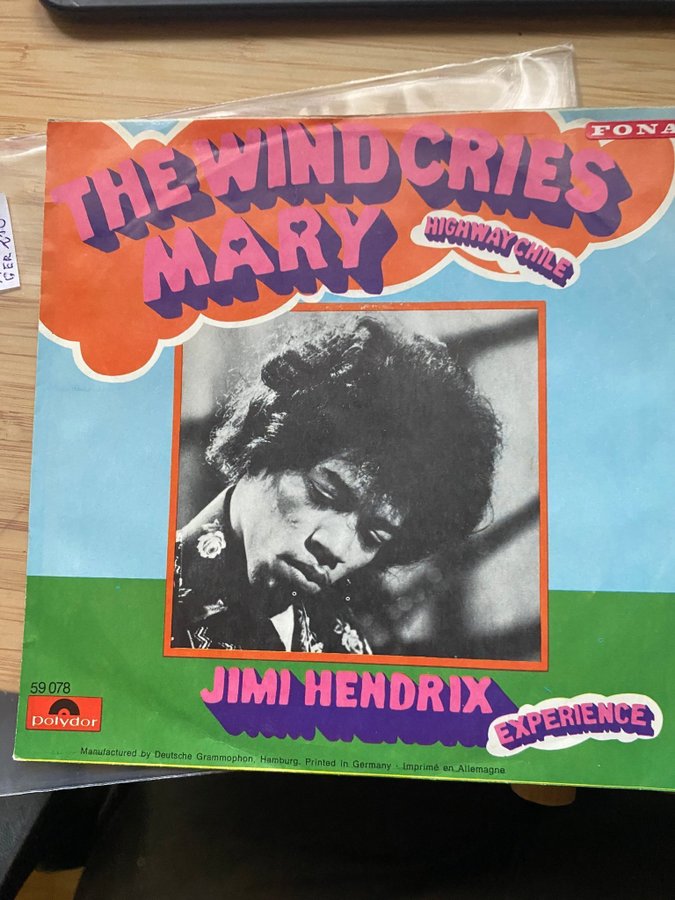 FONA
THE WIND CRIES
MARY
HIGHWAY CHILE
GER
JIMI HENDRIX
EXPERIENCE
59 078
polydor
Manufactured by Deutsche Grammophon, Hamburg. Printed in Germany · Imprimé en Allemagne